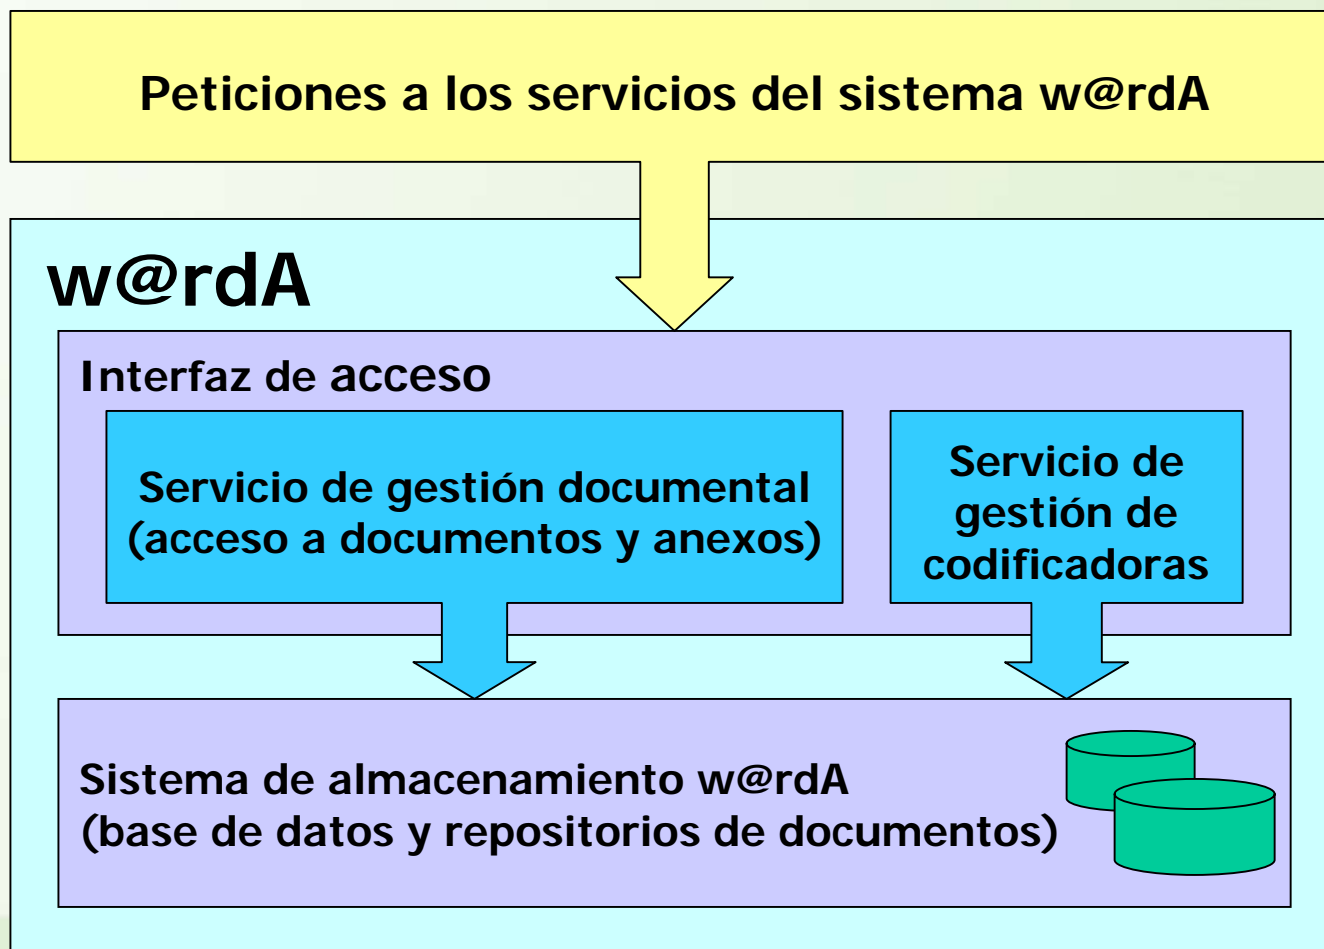 Peticiones a los servicios del sistema w@rdA
w@rdA
Interfaz de acceso
Servicio de gestión documental
(acceso a documentos y anexos)
Servicio de
gestión de
codificadoras
Sistema de almacenamiento w@rdA
(base de datos y repositorios de documentos)